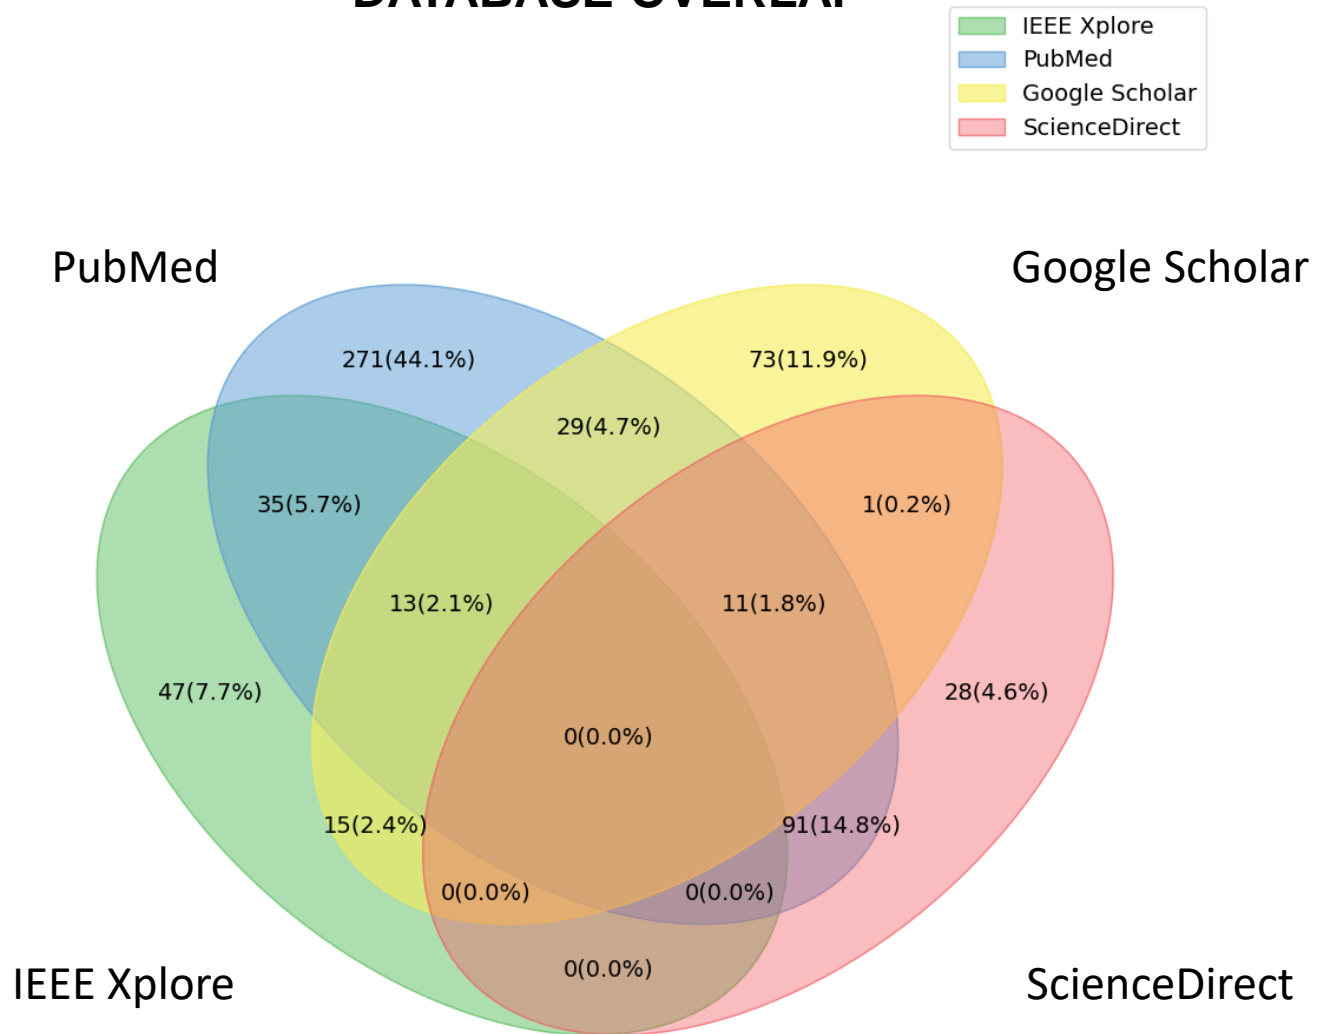 DATABASE OVERLAP
IEEE Xplore
PubMed
Google Scholar
ScienceDirect
PubMed
Google Scholar
271(44.1%)
73(11.9%)
29(4.7%)
35(5.7%)
1(0.2%)
13(2.1%)
11(1.8%)
47(7.7%)
28(4.6%)
0(0.0%)
15(2.4%)
91(14.8%)
0(0.0%)
0(0.0%)
0(0.0%)
IEEE Xplore
ScienceDirect